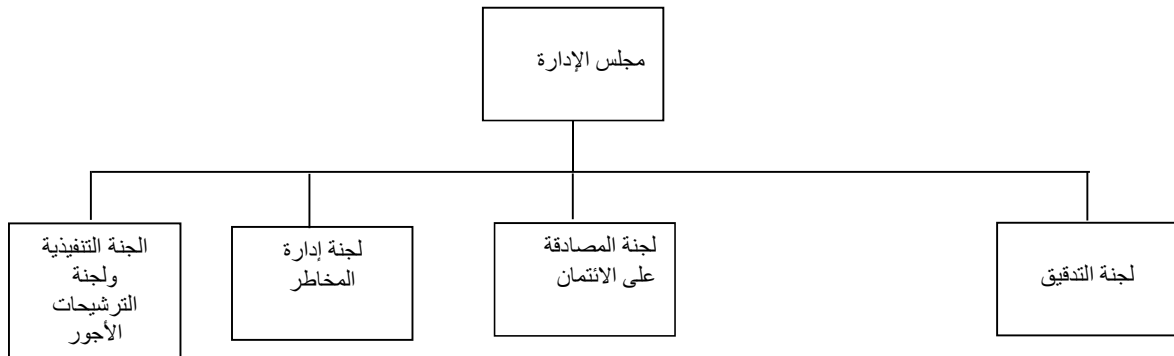 مجلس الإدارة
لجنة التدقيق
لجنة المصادقة
على الائتمان
لجنة إدارة
المخاطر
الجنة التنفيذية
ولجنة
الترشيحات
الأجور